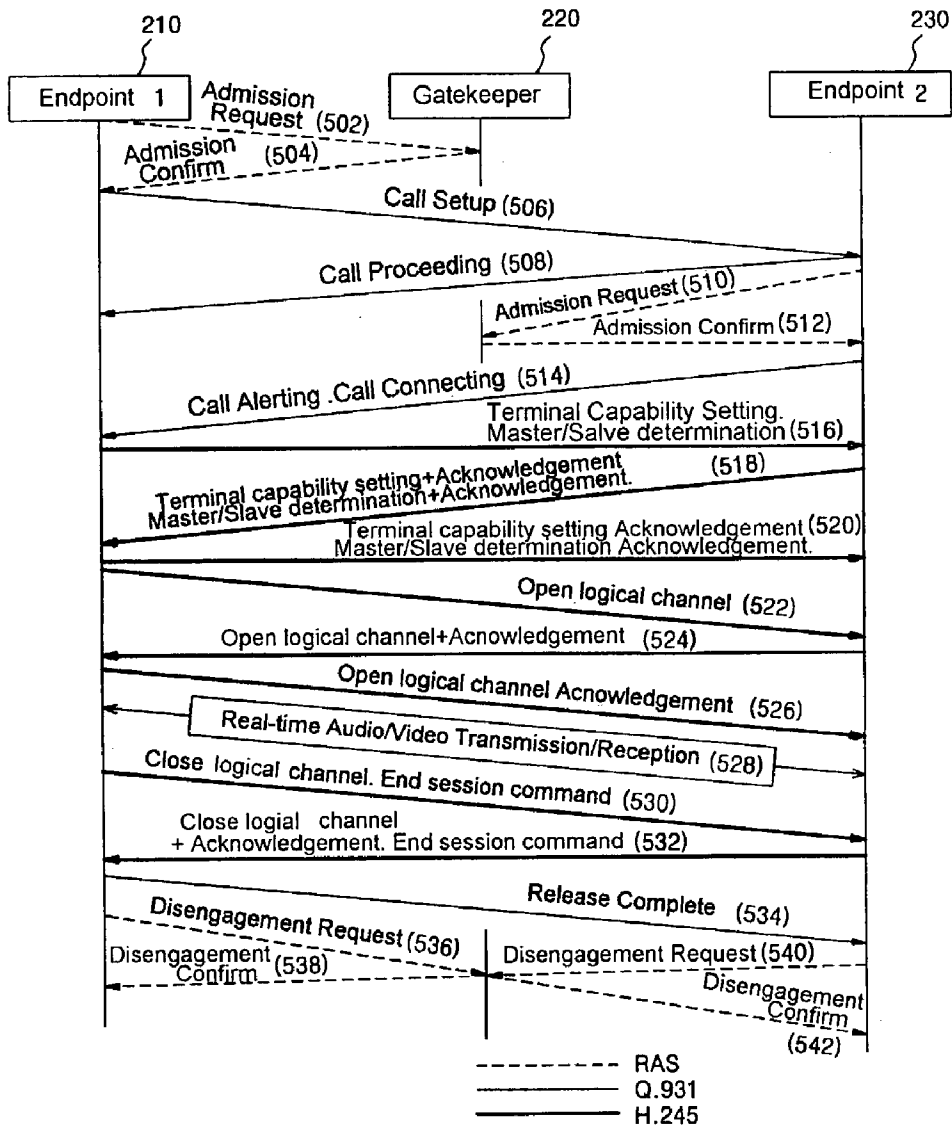 210
220
230
Endpoint 1
Gatekeeper
Endpoint 2
Admission
Request (502)
Admission
Confirm (504)
Call Setup (506)
Call Proceeding (508)
Admission Request (510)
Admission Confirm (512)
Call Alerting .Call Connecting (514)
Terminal Capability Setting.
Master/Salve determination (516)
Terminal capability setting+Acknowledgement (518)
Master/Slave determination+Acknowledgement.
Terminal capability setting Acknowledgement (520)
Master/Slave determination Acknowledgement.
Open logical channel (522)
Open logical channel+Acnowledgement (524)
Open logical channel Acnowledgement (526)
Real-time Audio/Video Transmission/Reception (528)
Close logical channel. End session command (530)
Close logial channel
+ Acknowledgement. End session command (532)
Release Complete (534)
Disengagement Request (536)
Disengagement Request (540)
Disengagement
Confirm (538)
Disengagement
Confirm
(542)
RAS
Q.931
H.245